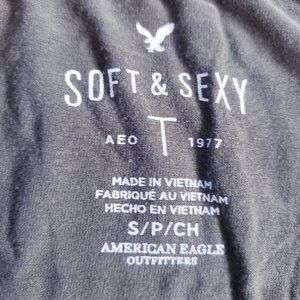 SOFT & SEXY
AEO T 1977
MADE IN VIETNAM
FABRIQUÉ AU VIETNAM
HECHO EN VIETNAM
S/P/CH
AMERICAN EAGLE
OUTFITTERS